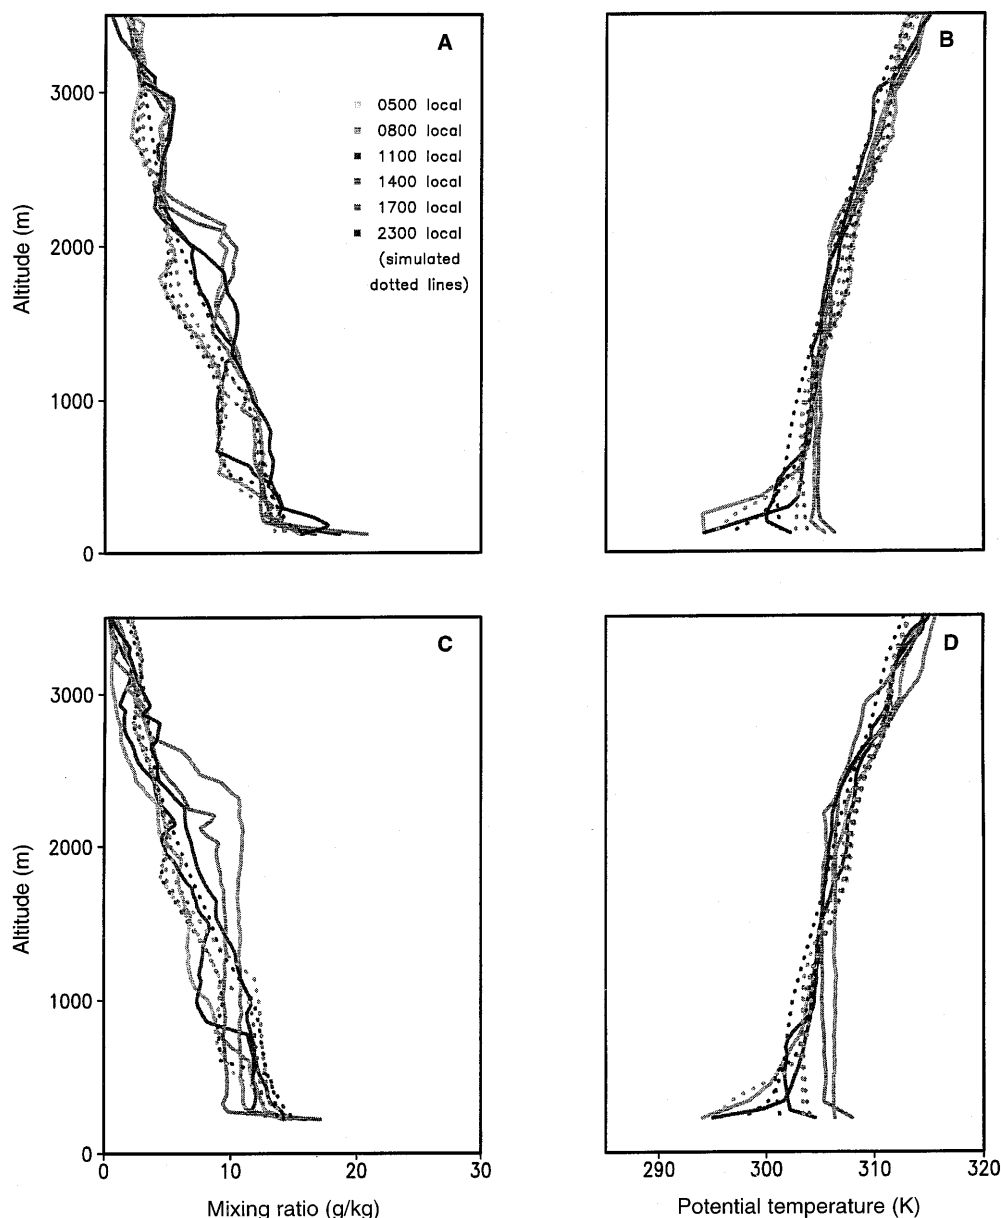 A
B
3000
2000
1000
0
Altitude (m)
0500 local
0800 local
1100 local
1400 local
1700 local
2300 local
(simulated
dotted lines)
C
D
3000
2000
1000
0
Altitude (m)
0 10 20 30
290 300 310 320
Mixing ratio (g/kg)
Potential temperature (K)